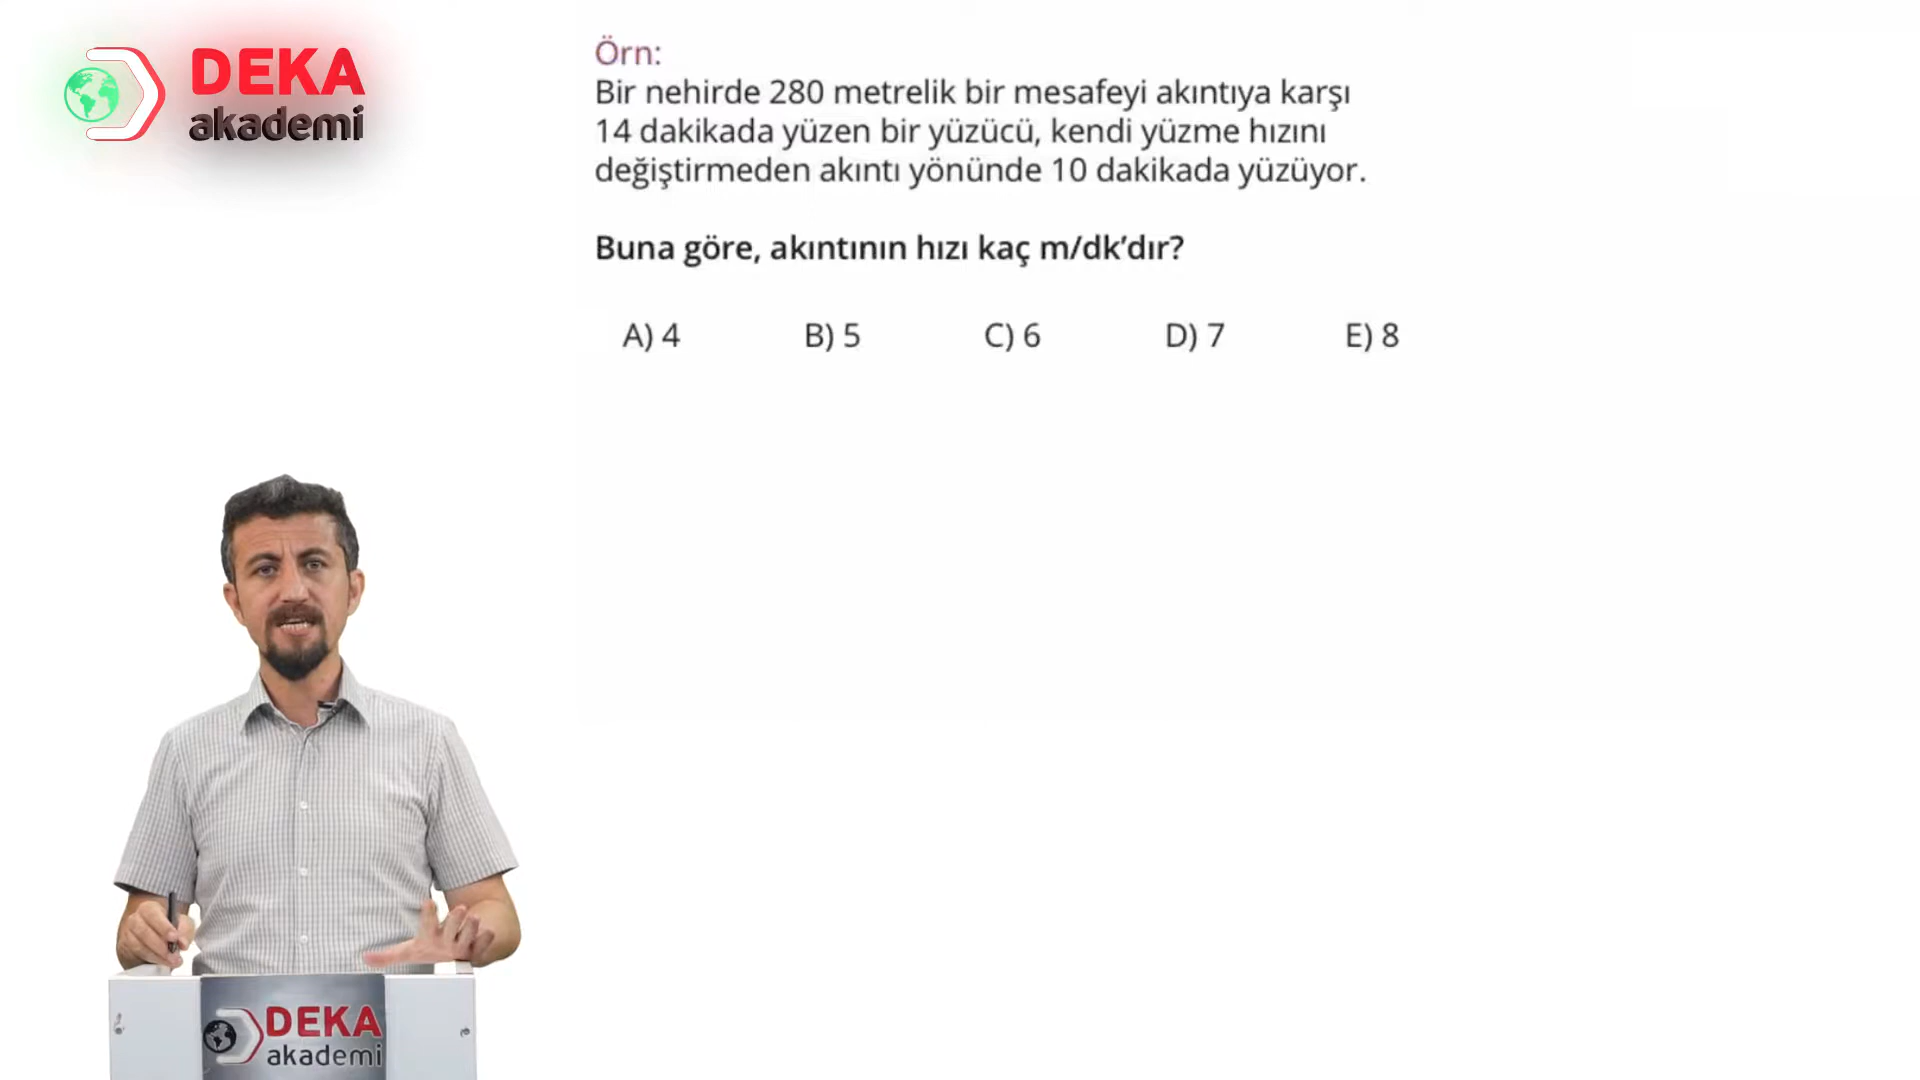 DEKA
akademi
Örn:
Bir nehirde 280 metrelik bir mesafeyi akıntıya karşı
14 dakikada yüzen bir yüzücü, kendi yüzme hızını
değiştirmeden akıntı yönünde 10 dakikada yüzüyor.
Buna göre, akıntının hızı kaç m/dk’dır?
A) 4 B) 5 C) 6 D) 7 E) 8
DEKA
akademi